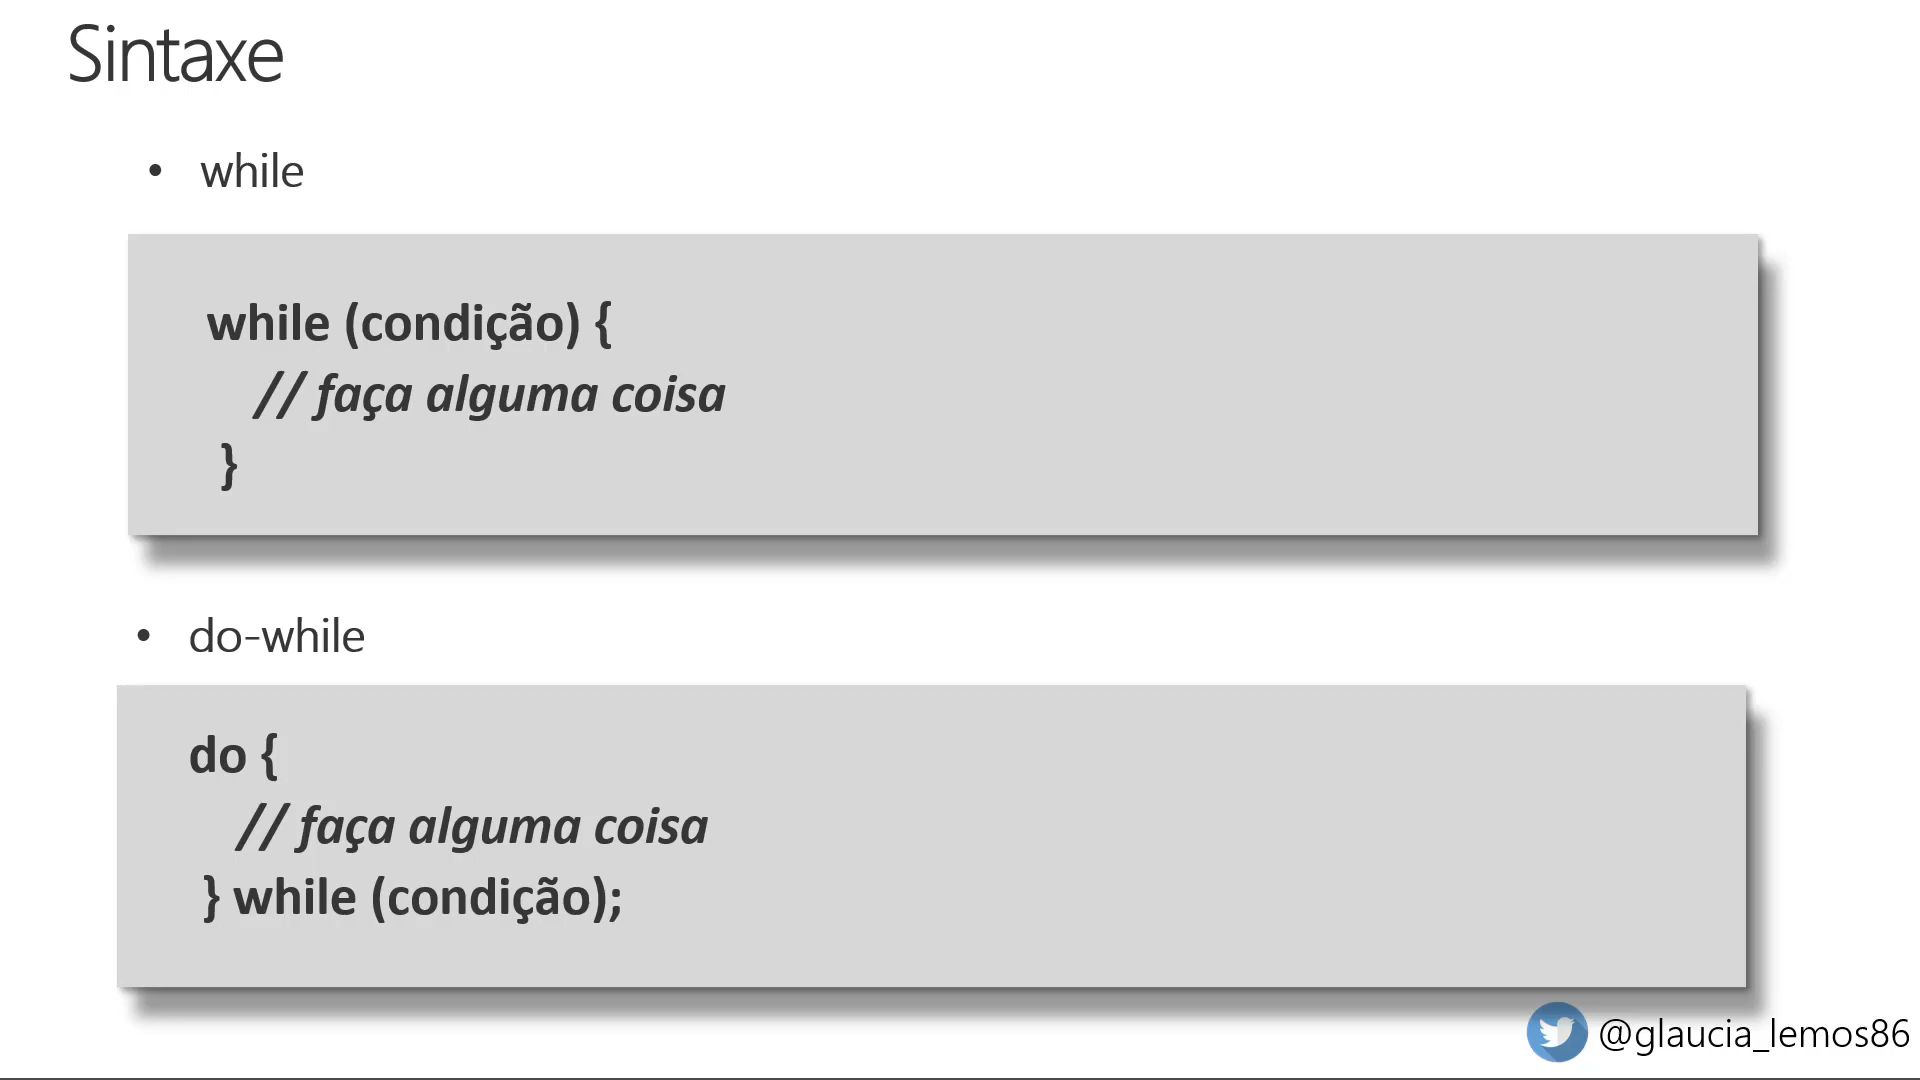 Sintaxe
• while
while (condição) {
// faça alguma coisa
}
• do-while
do {
// faça alguma coisa
} while (condição);
@glaucia_lemos86